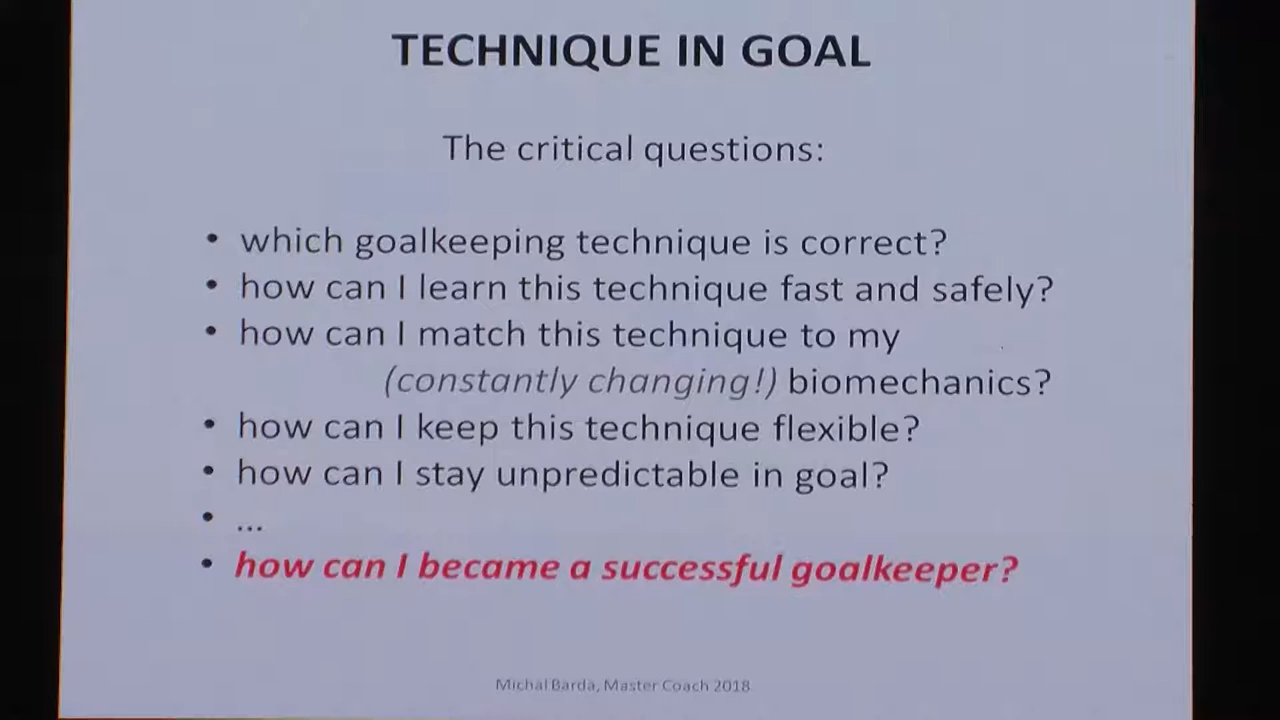 TECHNIQUE IN GOAL
The critical questions:
• which goalkeeping technique is correct?
• how can I learn this technique fast and safely?
• how can I match this technique to my
(constantly changing!) biomechanics?
• how can I keep this technique flexible?
• how can I stay unpredictable in goal?
• ...
• how can I became a successful goalkeeper?
Michal Barda, Master Coach 2018